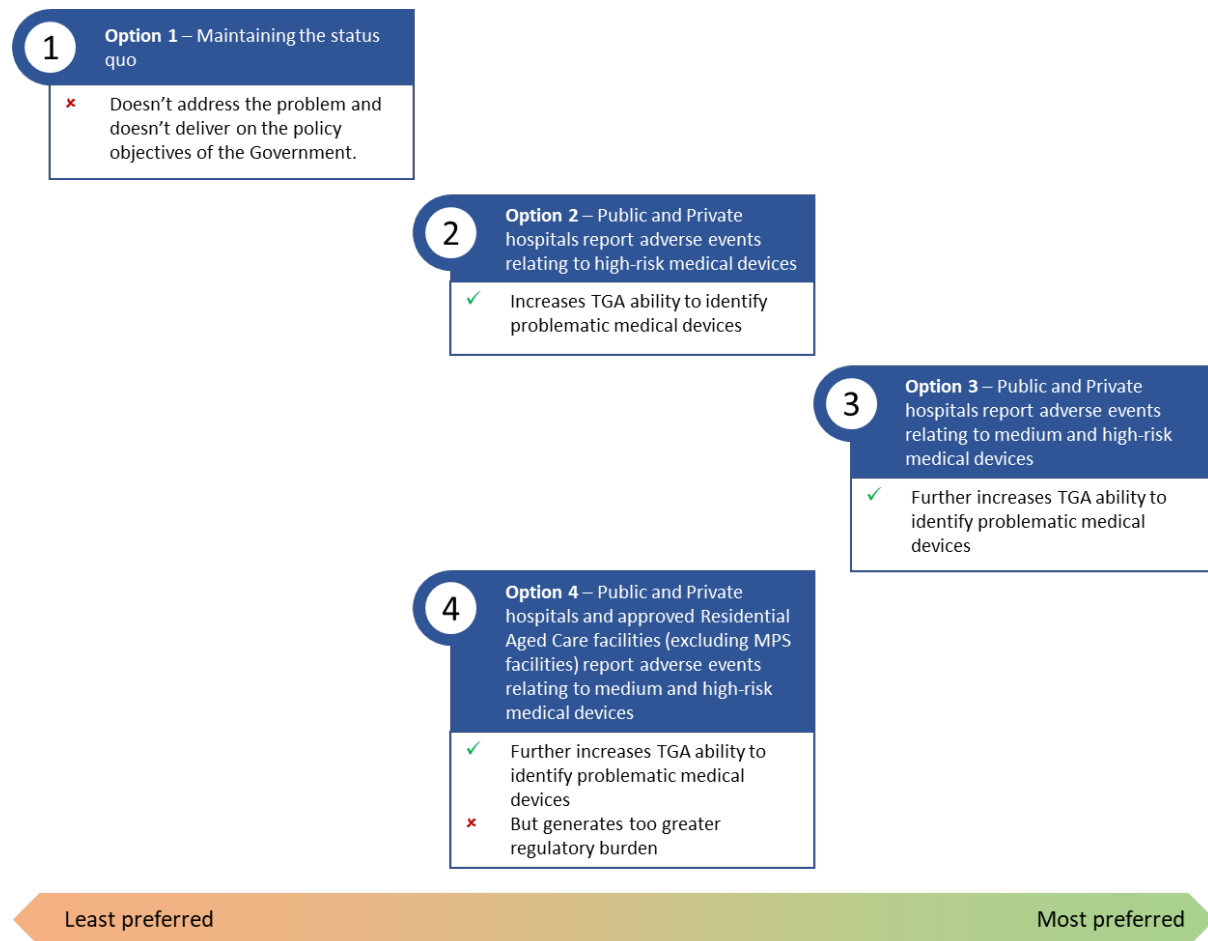 1
Option 1 – Maintaining the status
quo
✘ Doesn't address the problem and
doesn't deliver on the policy
objectives of the Government.
2
Option 2 – Public and Private
hospitals report adverse events
relating to high-risk medical devices
✓ Increases TGA ability to identify
problematic medical devices
3
Option 3 – Public and Private
hospitals report adverse events
relating to medium and high-risk
medical devices
✓ Further increases TGA ability to
identify problematic medical
devices
4
Option 4 – Public and Private
hospitals and approved Residential
Aged Care facilities (excluding MPS
facilities) report adverse events
relating to medium and high-risk
medical devices
✓ Further increases TGA ability to
identify problematic medical
devices
✘ But generates too greater
regulatory burden
Least preferred
Most preferred